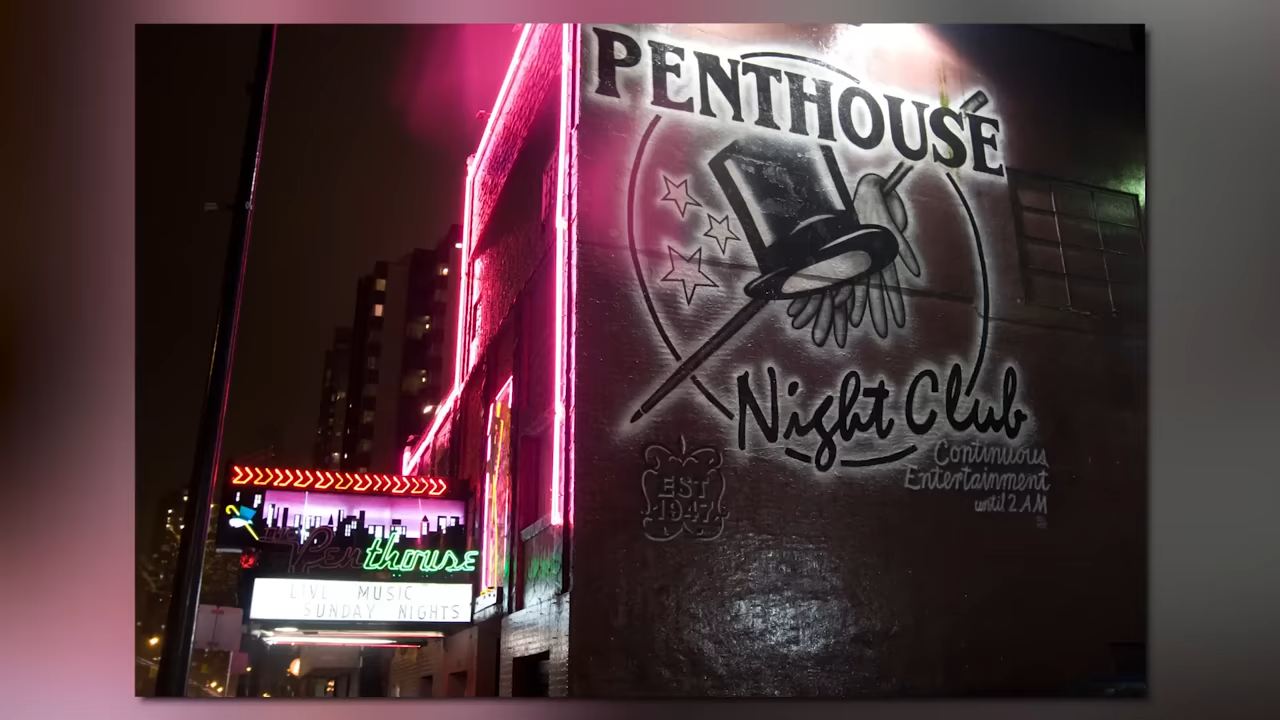 PENTHOUSE
Night Club
Continuous
Entertainment
until 2 AM
EST
1947
The
Penthouse
LIVE MUSIC
SUNDAY NIGHTS